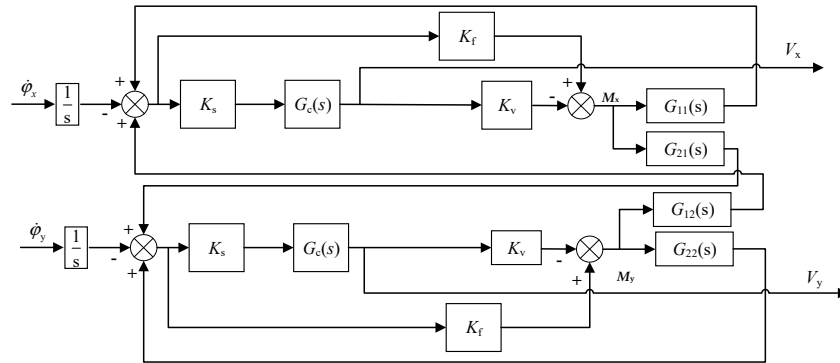 K_f
V_x
φ̇_x
1/s
+
-
+
K_s
G_c(s)
K_v
-
+
M_x
G_11(s)
G_21(s)
φ̇_y
1/s
+
-
+
K_s
G_c(s)
K_v
-
+
G_12(s)
G_22(s)
M_y
V_y
K_f